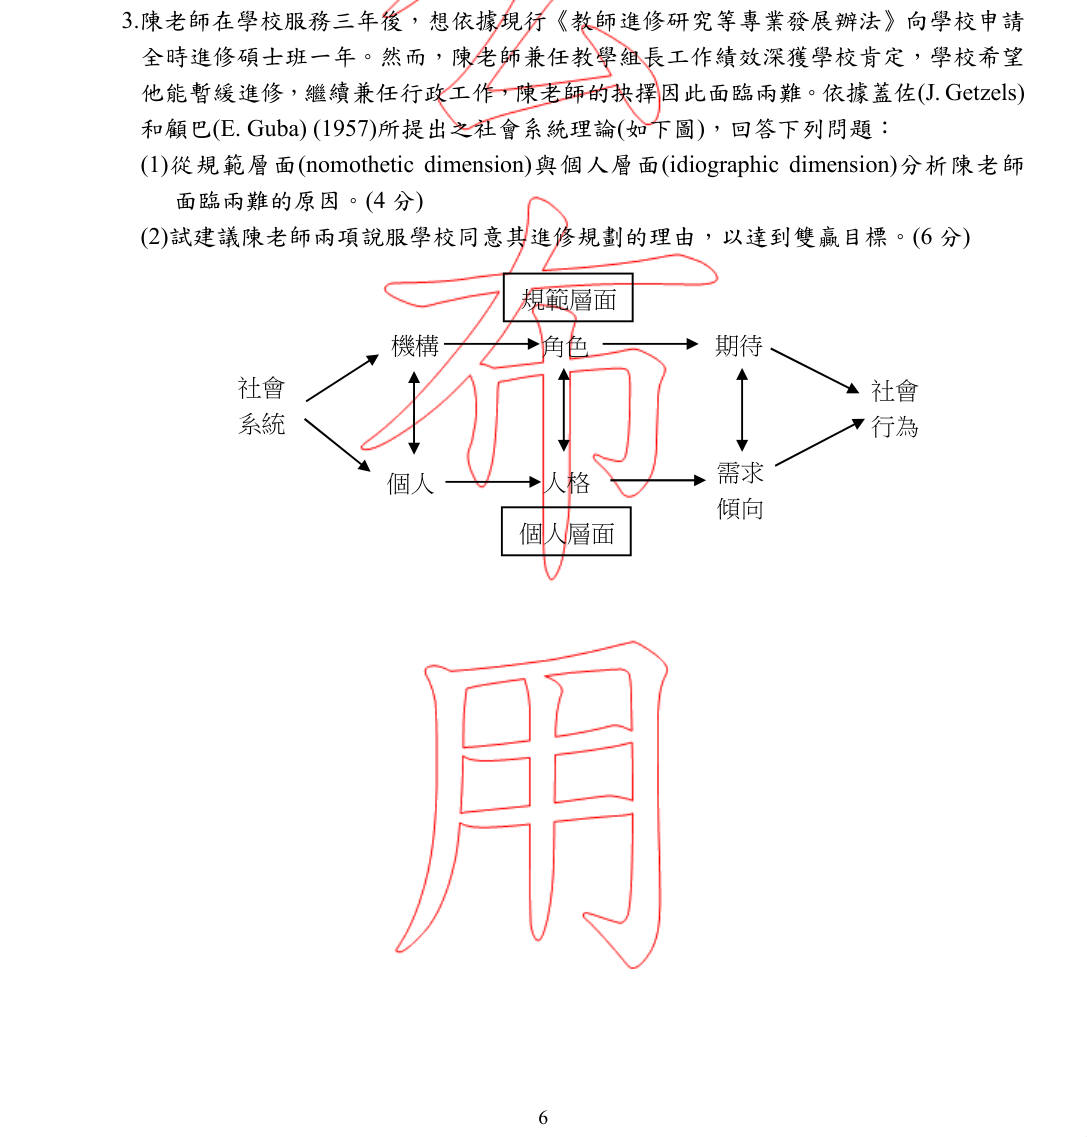 3.陳老師在學校服務三年後，想依據現行《教師進修研究等專業發展辦法》向學校申請
全時進修碩士班一年。然而，陳老師兼任教學組長工作績效深獲學校肯定，學校希望
他能暫緩進修，繼續兼任行政工作，陳老師的抉擇因此面臨兩難。依據蓋佐(J. Getzels)
和顧巴(E. Guba) (1957)所提出之社會系統理論(如下圖)，回答下列問題：
(1)從規範層面(nomothetic dimension)與個人層面(idiographic dimension)分析陳老師
面臨兩難的原因。(4 分)
(2)試建議陳老師兩項說服學校同意其進修規劃的理由，以達到雙贏目標。(6 分)
規範層面
機構 角色 期待
社會
系統
社會
行為
個人 人格 需求
傾向
個人層面
布
用
6